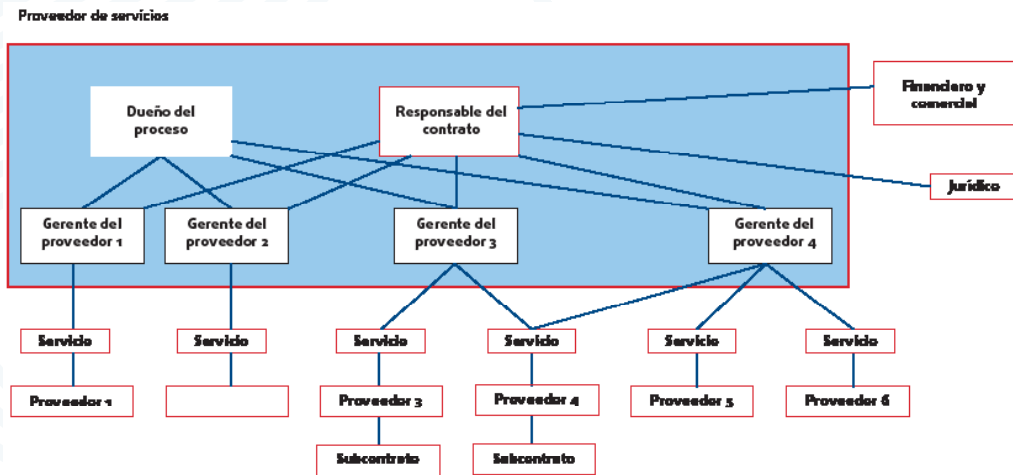 Proveedor de servicios
Dueño del
proceso
Responsable del
contrato
Financiero y
comercial
Jurídico
Gerente del
proveedor 1
Gerente del
proveedor 2
Gerente del
proveedor 3
Gerente del
proveedor 4
Servicio
Servicio
Servicio
Servicio
Servicio
Servicio
Proveedor 1
Proveedor 3
Proveedor 4
Proveedor 5
Proveedor 6
Subcontrato
Subcontrato